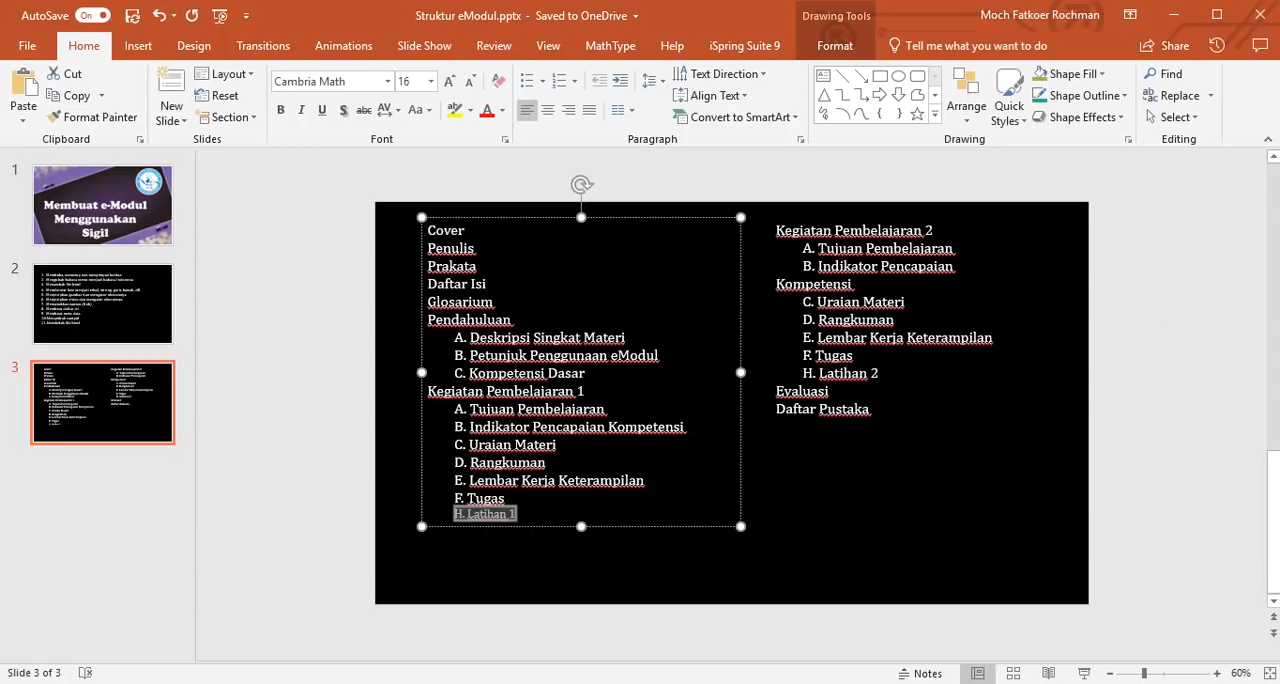 AutoSave On
Struktur eModul.pptx - Saved to OneDrive
Drawing Tools
Moch Fatkoer Rochman
File Home Insert Design Transitions Animations Slide Show Review View MathType Help iSpring Suite 9 Format Tell me what you want to do Share
Paste
Cut
Copy
Format Painter
Clipboard
New Slide
Layout
Reset
Section
Slides
Cambria Math 16
Font
Paragraph
Text Direction
Align Text
Convert to SmartArt
Arrange
Quick Styles
Shape Fill
Shape Outline
Shape Effects
Drawing
Find
Replace
Select
Editing
1
Membuat e-Modul
Menggunakan
Sigil
2
3
Cover
Penulis
Prakata
Daftar Isi
Glosarium
Pendahuluan
A. Deskripsi Singkat Materi
B. Petunjuk Penggunaan eModul
C. Kompetensi Dasar
Kegiatan Pembelajaran 1
A. Tujuan Pembelajaran
B. Indikator Pencapaian Kompetensi
C. Uraian Materi
D. Rangkuman
E. Lembar Kerja Keterampilan
F. Tugas
H. Latihan 1
Kegiatan Pembelajaran 2
A. Tujuan Pembelajaran
B. Indikator Pencapaian
Kompetensi
C. Uraian Materi
D. Rangkuman
E. Lembar Kerja Keterampilan
F. Tugas
H. Latihan 2
Evaluasi
Daftar Pustaka
Slide 3 of 3
Notes
60%